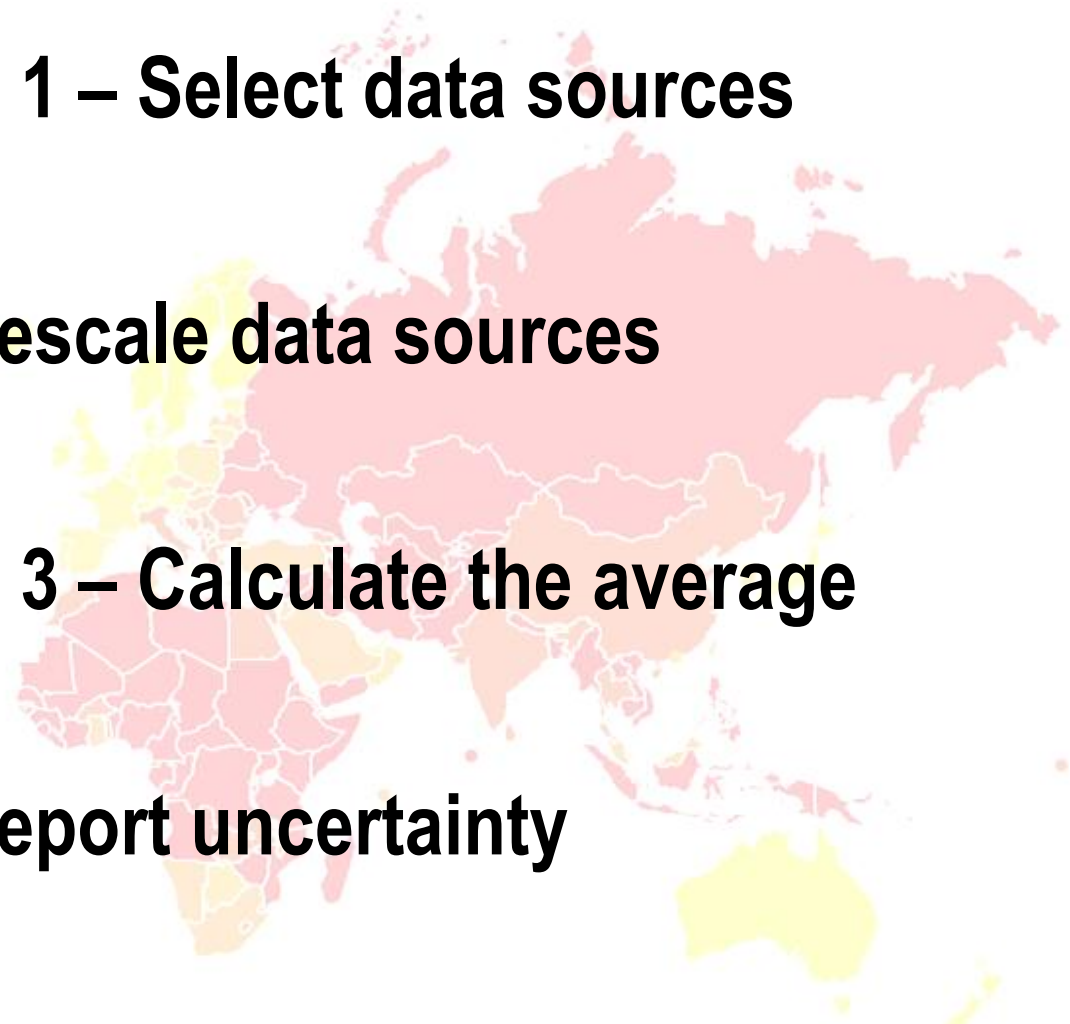 1 – Select data sources
escale data sources
3 – Calculate the average
eport uncertainty